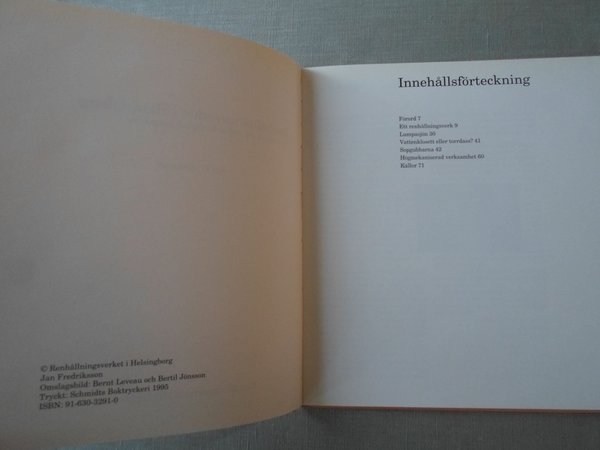 © Renhållningsverket i Helsingborg
Jan Fredriksson
Omslagsbild: Bernt Leveau och Bertil Jönsson
Tryckt: Schmidts Boktryckeri 1995
ISBN: 91-630-3291-0
Innehållsförteckning
Förord 7
Ett renhållningsverk 9
Lumpasjön 30
Vattenklosett eller torrdass? 41
Sopgubbarna 42
Högmekaniserad verksamhet 60
Källor 71